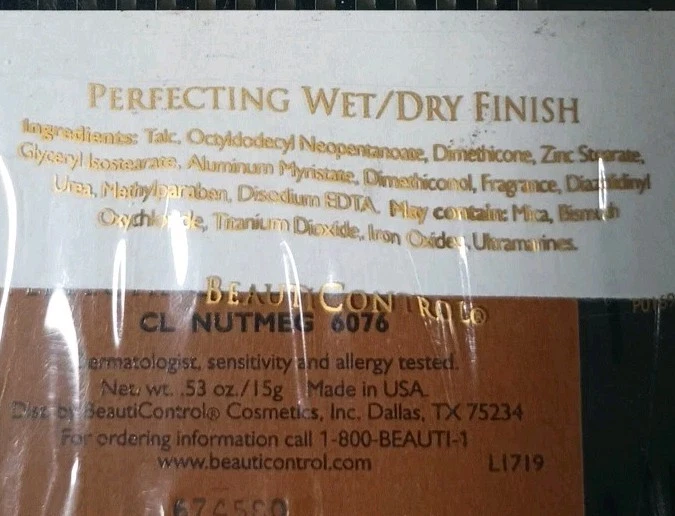 PERFECTING WET/DRY FINISH
Ingredients: Talc, Octyldodecyl Neopentanoate, Dimethicone, Zinc Stearate,
Glyceryl Isostearate, Aluminum Myristate, Dimethiconol, Fragrance, Diazolidinyl
Urea, Methylparaben, Disodium EDTA. May contain: Mica, Bismuth
Oxychloride, Titanium Dioxide, Iron Oxides, Ultramarines.
BEAUTICONTROL®
CL NUTMEG 6076
Dermatologist, sensitivity and allergy tested.
Net wt. .53 oz./15g Made in USA.
Dist. by BeautiControl® Cosmetics, Inc. Dallas, TX 75234
For ordering information call 1-800-BEAUTI-1
www.beauticontrol.com L1719